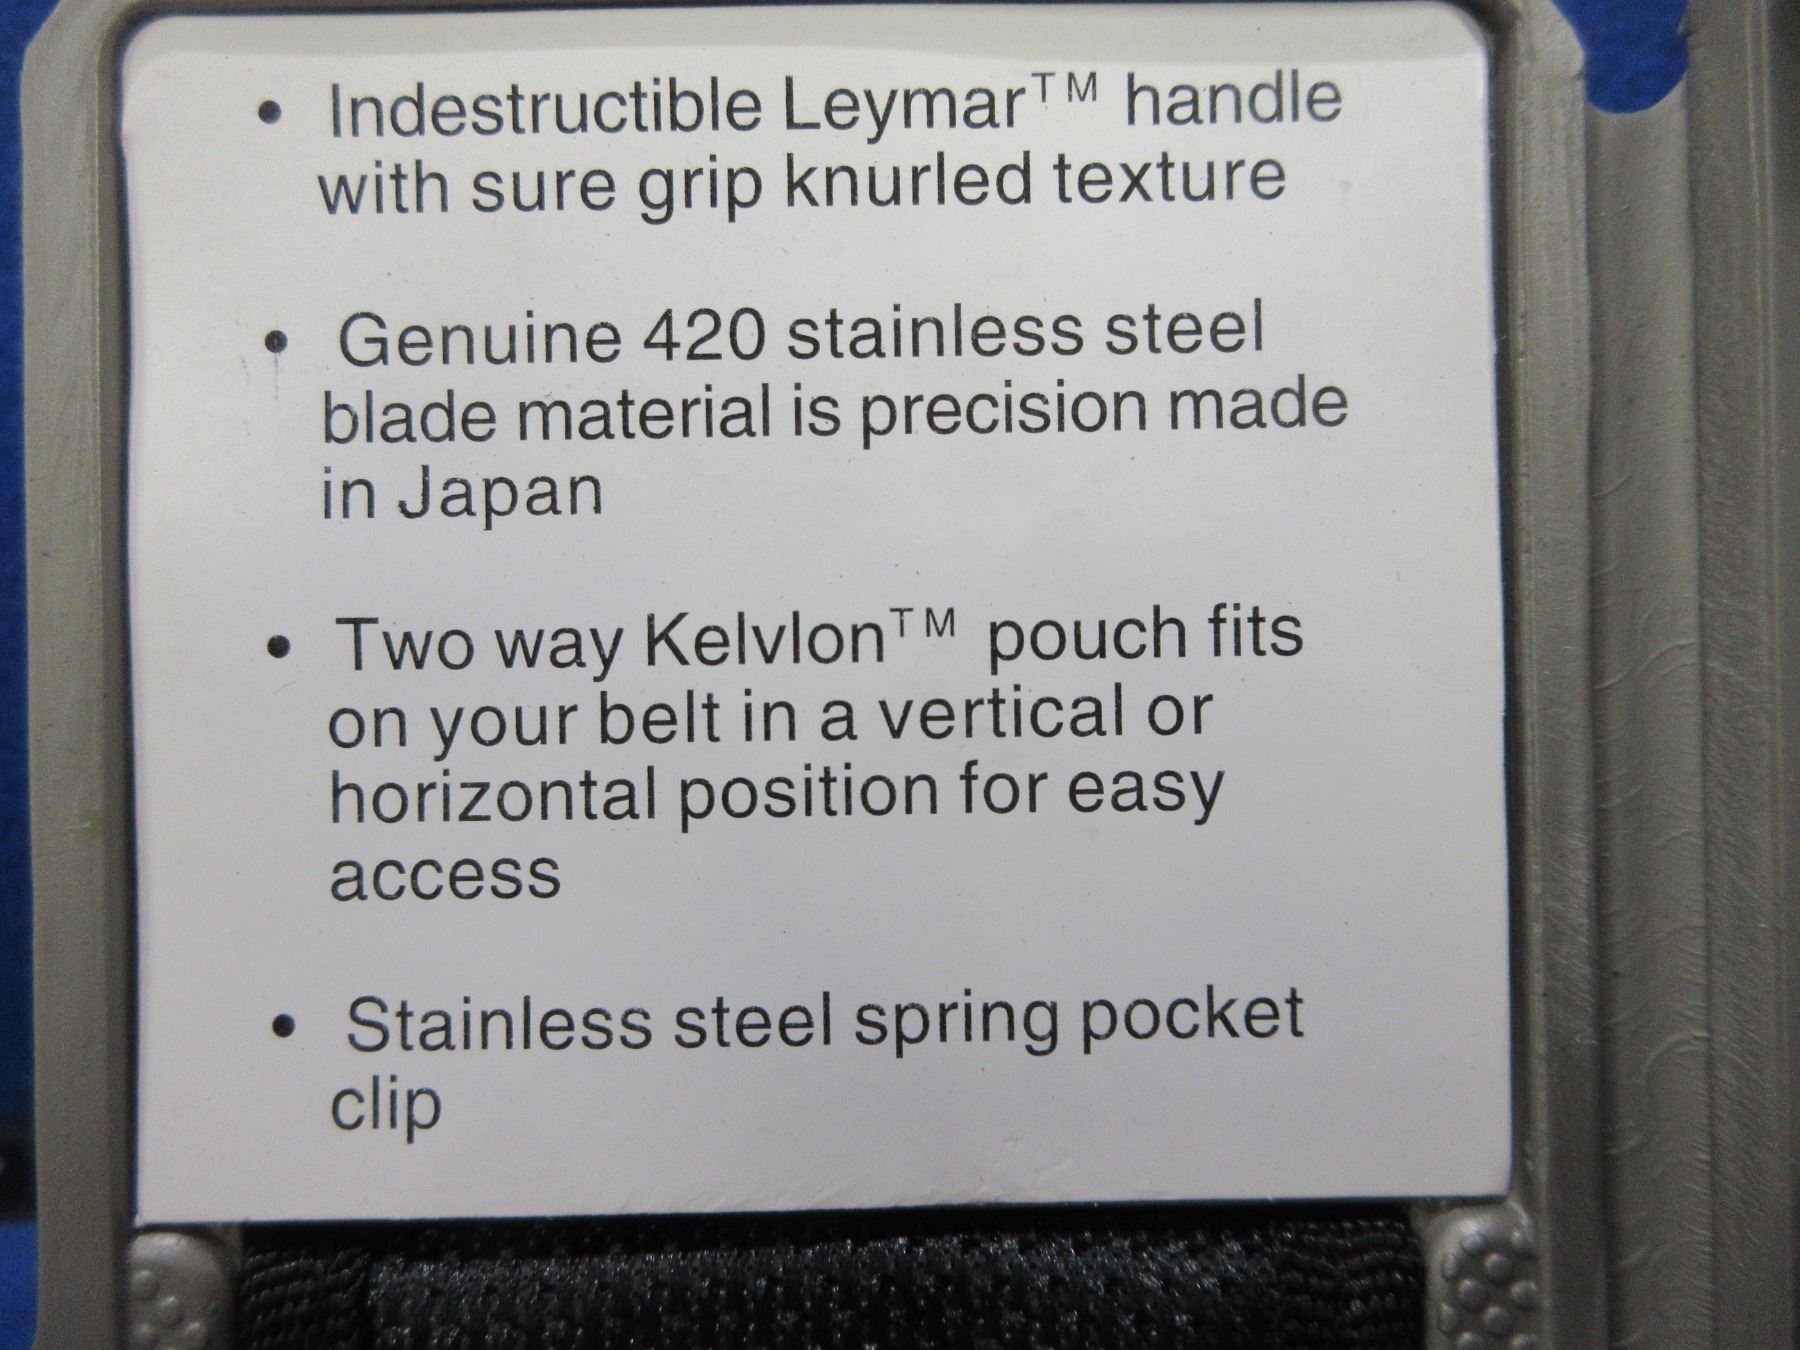 • Indestructible Leymar™ handle
with sure grip knurled texture
• Genuine 420 stainless steel
blade material is precision made
in Japan
• Two way Kelvlon™ pouch fits
on your belt in a vertical or
horizontal position for easy
access
• Stainless steel spring pocket
clip